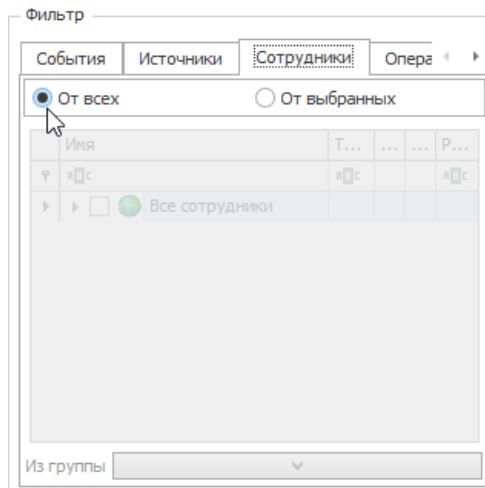 Фильтр
События Источники Сотрудники Опера
От всех От выбранных
Имя Т... ... ... Р...
Все сотрудники
Из группы